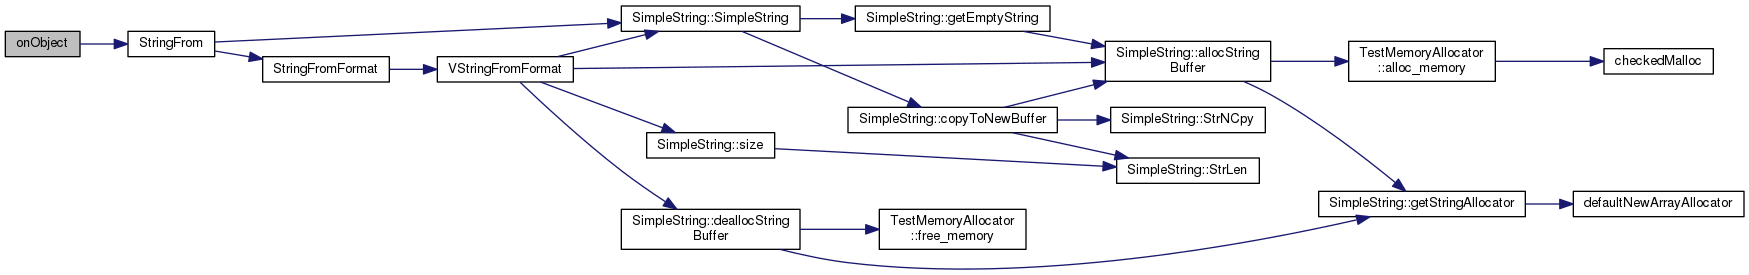 onObject
StringFrom
StringFromFormat
VStringFromFormat
SimpleString::SimpleString
SimpleString::getEmptyString
SimpleString::allocString
Buffer
TestMemoryAllocator
::alloc_memory
checkedMalloc
SimpleString::copyToNewBuffer
SimpleString::StrNCpy
SimpleString::size
SimpleString::StrLen
SimpleString::deallocString
Buffer
TestMemoryAllocator
::free_memory
SimpleString::getStringAllocator
defaultNewArrayAllocator